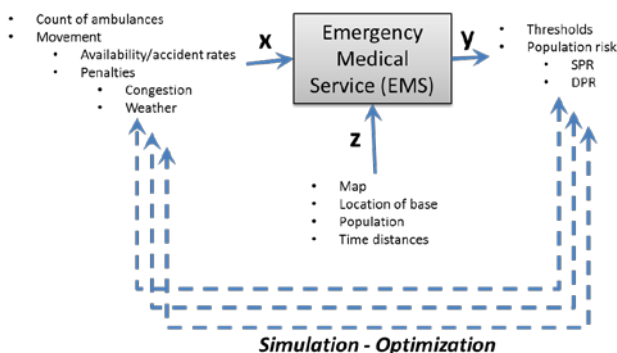 • Count of ambulances
• Movement
• Availability/accident rates
• Penalties
• Congestion
• Weather
x
Emergency
Medical
Service (EMS)
y
• Thresholds
• Population risk
• SPR
• DPR
z
• Map
• Location of base
• Population
• Time distances
Simulation - Optimization